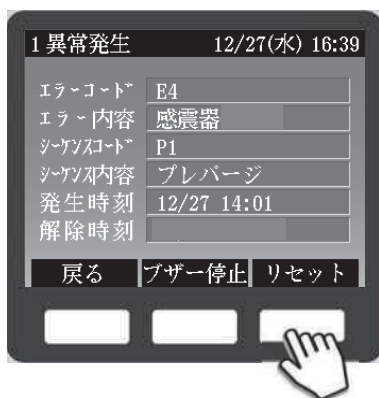 1 異常発生 12/27(水) 16:39
ｴﾗｰｺｰﾄﾞ E4
エラー内容 感震器
ｼｰｹﾝｽｺｰﾄﾞ P1
ｼｰｹﾝｽ内容 プレパージ
発生時刻 12/27 14:01
解除時刻
戻る ブザー停止 リセット